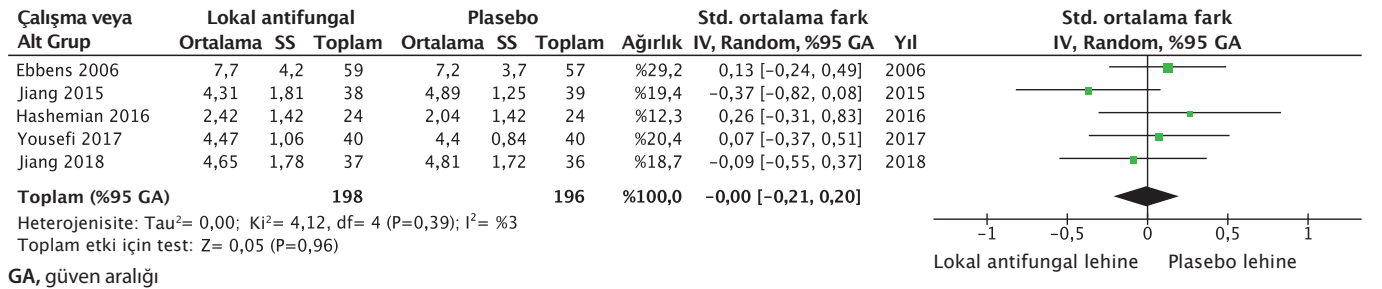 Çalışma veya Lokal antifungal Plasebo Std. ortalama fark Std. ortalama fark
Alt Grup Ortalama SS Toplam Ortalama SS Toplam Ağırlık IV, Random, %95 GA Yıl IV, Random, %95 GA
Ebbens 2006 7,7 4,2 59 7,2 3,7 57 %29,2 0,13 [−0,24, 0,49] 2006
Jiang 2015 4,31 1,81 38 4,89 1,25 39 %19,4 −0,37 [−0,82, 0,08] 2015
Hashemian 2016 2,42 1,42 24 2,04 1,42 24 %12,3 0,26 [−0,31, 0,83] 2016
Yousefi 2017 4,47 1,06 40 4,4 0,84 40 %20,4 0,07 [−0,37, 0,51] 2017
Jiang 2018 4,65 1,78 37 4,81 1,72 36 %18,7 −0,09 [−0,55, 0,37] 2018
Toplam (%95 GA) 198 196 %100,0 −0,00 [−0,21, 0,20]
Heterojenisite: Tau²= 0,00; Ki²= 4,12, df= 4 (P=0,39); I²= %3
Toplam etki için test: Z= 0,05 (P=0,96)
−1 −0,5 0 0,5 1
Lokal antifungal lehine Plasebo lehine
GA, güven aralığı